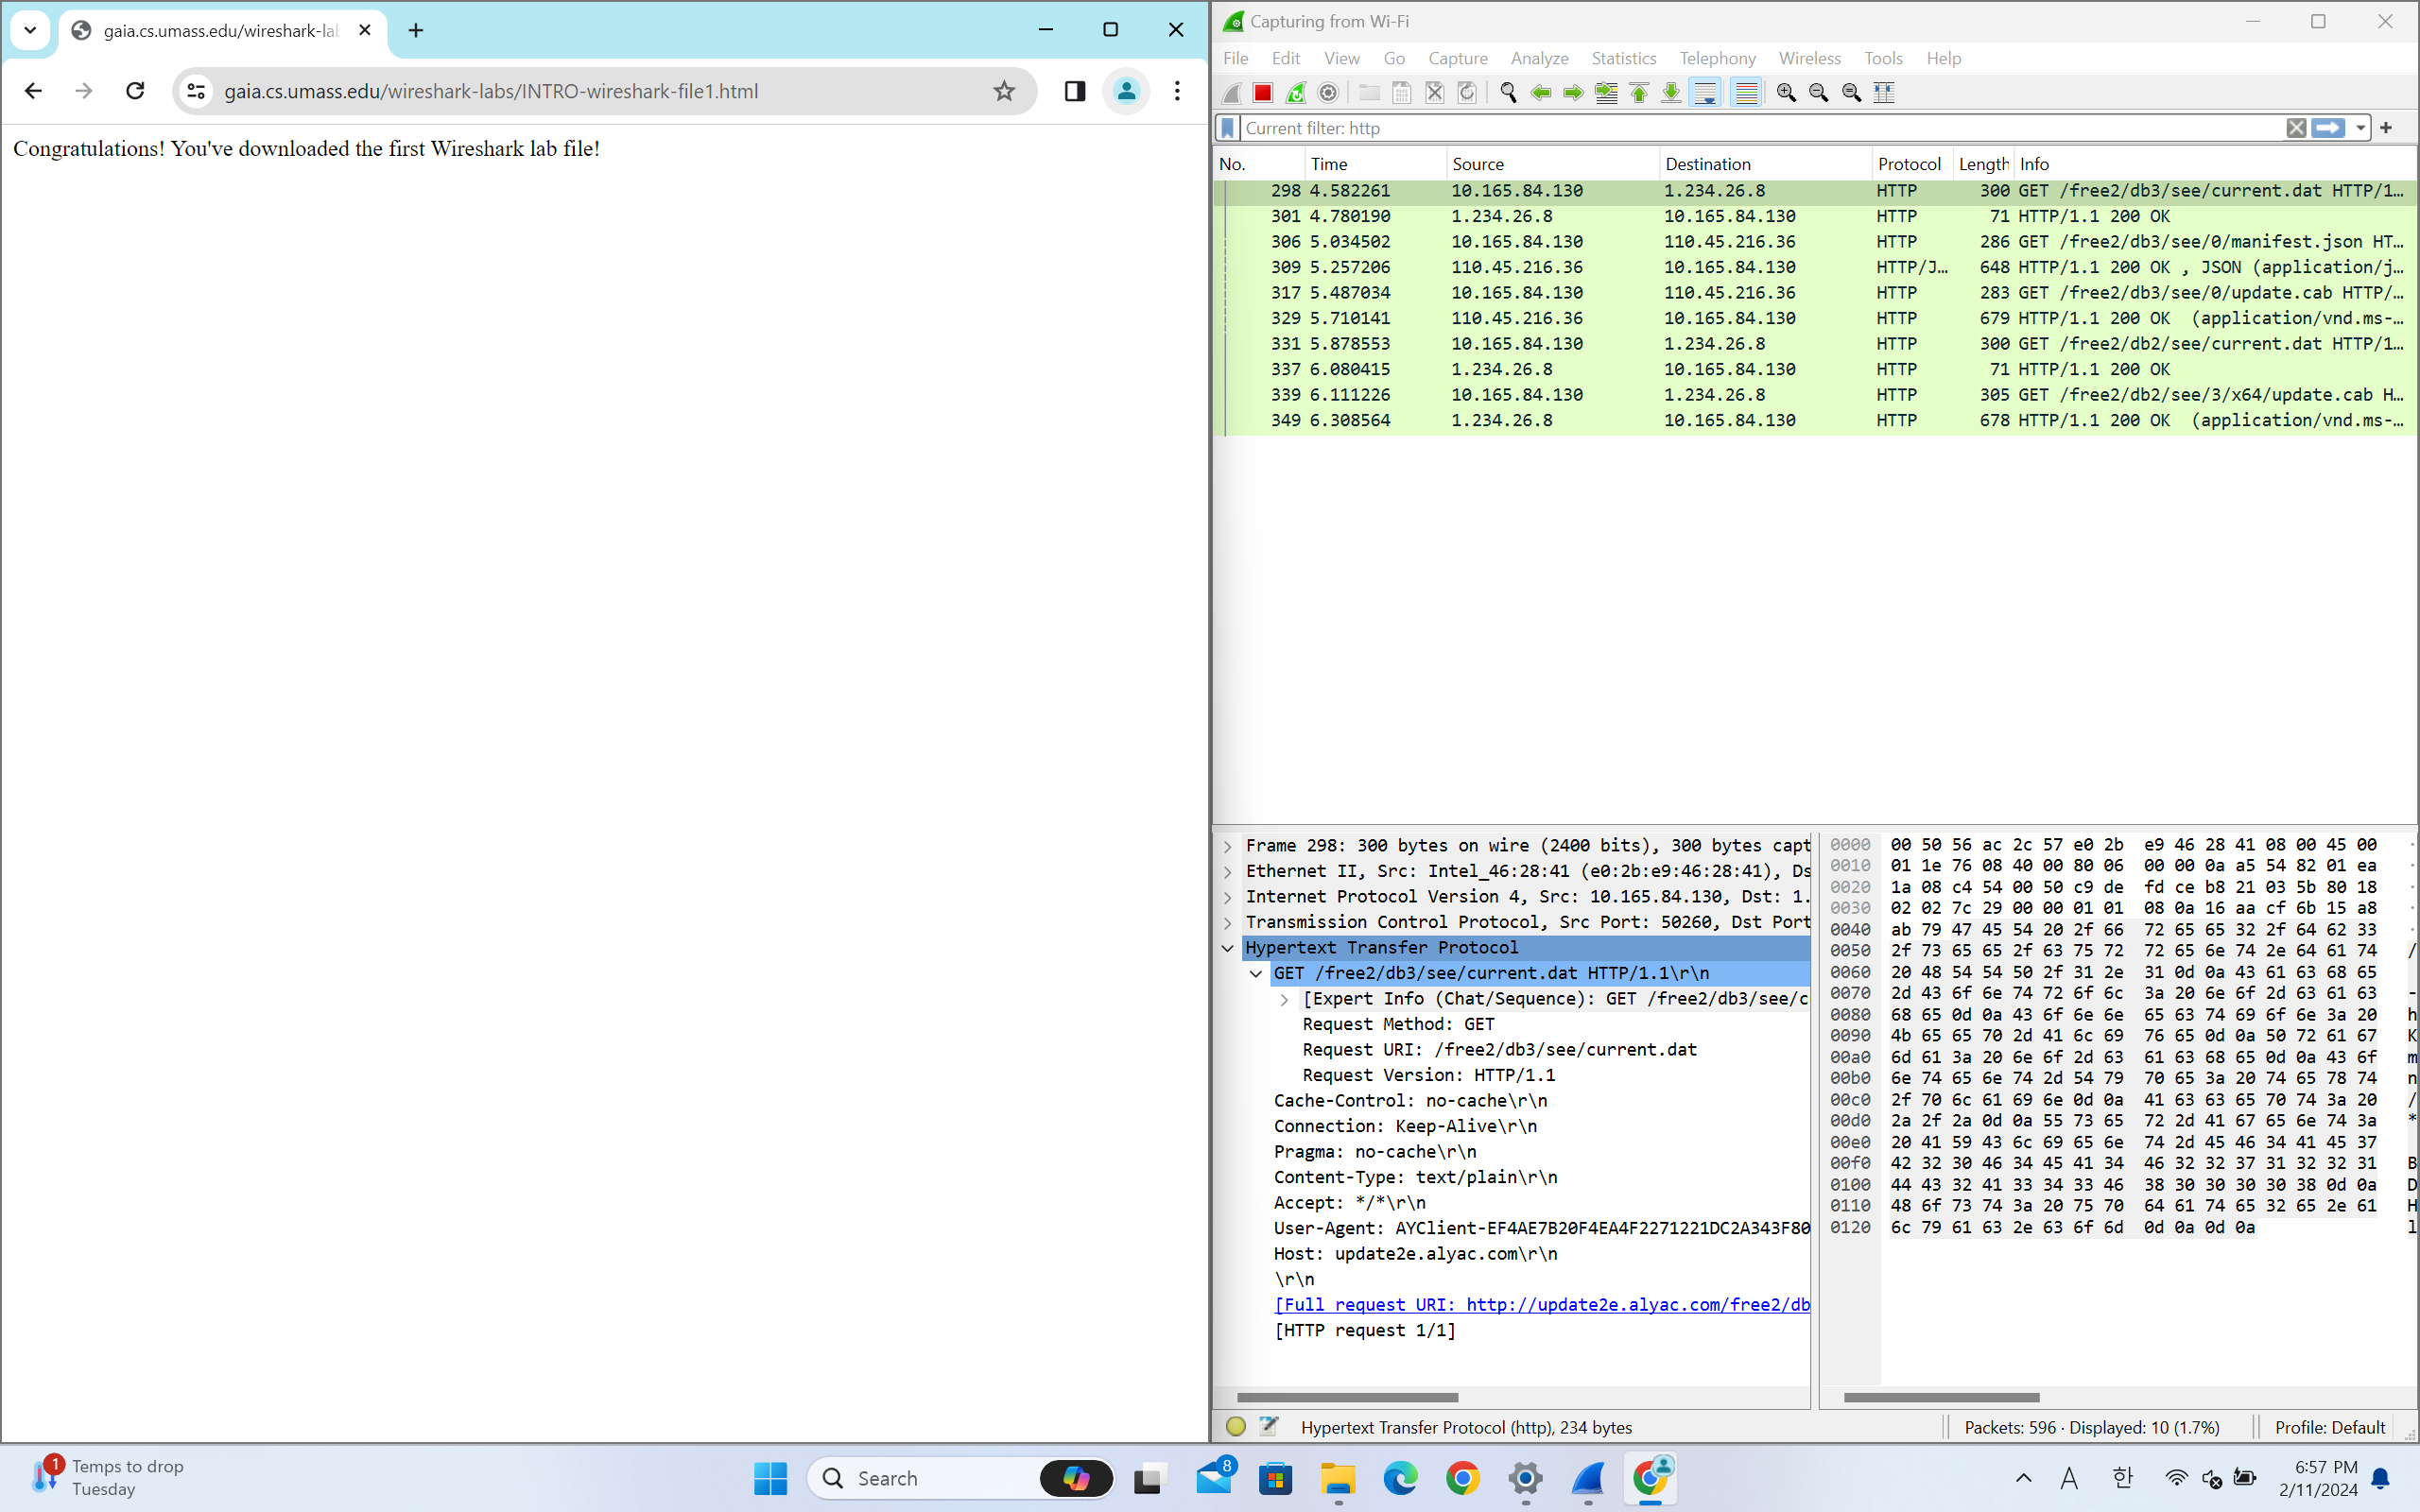 gaia.cs.umass.edu/wireshark-lab
gaia.cs.umass.edu/wireshark-labs/INTRO-wireshark-file1.html
Congratulations! You've downloaded the first Wireshark lab file!
Capturing from Wi-Fi
File Edit View Go Capture Analyze Statistics Telephony Wireless Tools Help
Current filter: http
No. Time Source Destination Protocol Length Info
298 4.582261 10.165.84.130 1.234.26.8 HTTP 300 GET /free2/db3/see/current.dat HTTP/1…
301 4.780190 1.234.26.8 10.165.84.130 HTTP 71 HTTP/1.1 200 OK
306 5.034502 10.165.84.130 110.45.216.36 HTTP 286 GET /free2/db3/see/0/manifest.json HT…
309 5.257206 110.45.216.36 10.165.84.130 HTTP/J… 648 HTTP/1.1 200 OK , JSON (application/j…
317 5.487034 10.165.84.130 110.45.216.36 HTTP 283 GET /free2/db3/see/0/update.cab HTTP/…
329 5.710141 110.45.216.36 10.165.84.130 HTTP 679 HTTP/1.1 200 OK (application/vnd.ms-…
331 5.878553 10.165.84.130 1.234.26.8 HTTP 300 GET /free2/db2/see/current.dat HTTP/1…
337 6.080415 1.234.26.8 10.165.84.130 HTTP 71 HTTP/1.1 200 OK
339 6.111226 10.165.84.130 1.234.26.8 HTTP 305 GET /free2/db2/see/3/x64/update.cab H…
349 6.308564 1.234.26.8 10.165.84.130 HTTP 678 HTTP/1.1 200 OK (application/vnd.ms-…
Frame 298: 300 bytes on wire (2400 bits), 300 bytes capt
Ethernet II, Src: Intel_46:28:41 (e0:2b:e9:46:28:41), Ds
Internet Protocol Version 4, Src: 10.165.84.130, Dst: 1.
Transmission Control Protocol, Src Port: 50260, Dst Port
Hypertext Transfer Protocol
GET /free2/db3/see/current.dat HTTP/1.1\r\n
[Expert Info (Chat/Sequence): GET /free2/db3/see/c
Request Method: GET
Request URI: /free2/db3/see/current.dat
Request Version: HTTP/1.1
Cache-Control: no-cache\r\n
Connection: Keep-Alive\r\n
Pragma: no-cache\r\n
Content-Type: text/plain\r\n
Accept: */*\r\n
User-Agent: AYClient-EF4AE7B20F4EA4F2271221DC2A343F80
Host: update2e.alyac.com\r\n
\r\n
[Full request URI: http://update2e.alyac.com/free2/db
[HTTP request 1/1]
0000 00 50 56 ac 2c 57 e0 2b e9 46 28 41 08 00 45 00 ·
0010 01 1e 76 08 40 00 80 06 00 00 0a a5 54 82 01 ea ·
0020 1a 08 c4 54 00 50 c9 de fd ce b8 21 03 5b 80 18 ·
0030 02 02 7c 29 00 00 01 01 08 0a 16 aa cf 6b 15 a8 ·
0040 ab 79 47 45 54 20 2f 66 72 65 65 32 2f 64 62 33 ·
0050 2f 73 65 65 2f 63 75 72 72 65 6e 74 2e 64 61 74 /
0060 20 48 54 54 50 2f 31 2e 31 0d 0a 43 61 63 68 65
0070 2d 43 6f 6e 74 72 6f 6c 3a 20 6e 6f 2d 63 61 63 -
0080 68 65 0d 0a 43 6f 6e 6e 65 63 74 69 6f 6e 3a 20 h
0090 4b 65 65 70 2d 41 6c 69 76 65 0d 0a 50 72 61 67 K
00a0 6d 61 3a 20 6e 6f 2d 63 61 63 68 65 0d 0a 43 6f m
00b0 6e 74 65 6e 74 2d 54 79 70 65 3a 20 74 65 78 74 n
00c0 2f 70 6c 61 69 6e 0d 0a 41 63 63 65 70 74 3a 20 /
00d0 2a 2f 2a 0d 0a 55 73 65 72 2d 41 67 65 6e 74 3a *
00e0 20 41 59 43 6c 69 65 6e 74 2d 45 46 34 41 45 37
00f0 42 32 30 46 34 45 41 34 46 32 32 37 31 32 32 31 B
0100 44 43 32 41 33 34 33 46 38 30 30 30 30 38 0d 0a D
0110 48 6f 73 74 3a 20 75 70 64 61 74 65 32 65 2e 61 H
0120 6c 79 61 63 2e 63 6f 6d 0d 0a 0d 0a l
Hypertext Transfer Protocol (http), 234 bytes
Packets: 596 · Displayed: 10 (1.7%)
Profile: Default
1
Temps to drop
Tuesday
Search
8
A
한
6:57 PM
2/11/2024